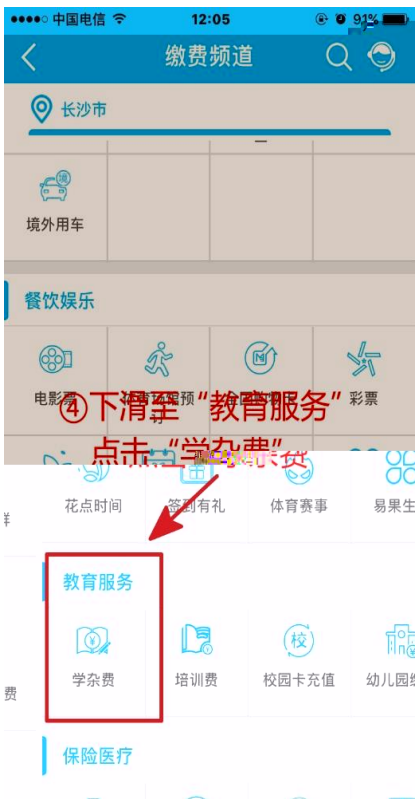 中国电信 12:05 91%
缴费频道
长沙市
境外用车
餐饮娱乐
电影票 彩票
④下滑至“教育服务”
点击“学杂费”
花点时间 签到有礼 体育赛事 易果生
教育服务
学杂费 培训费 校园卡充值 幼儿园
费
保险医疗